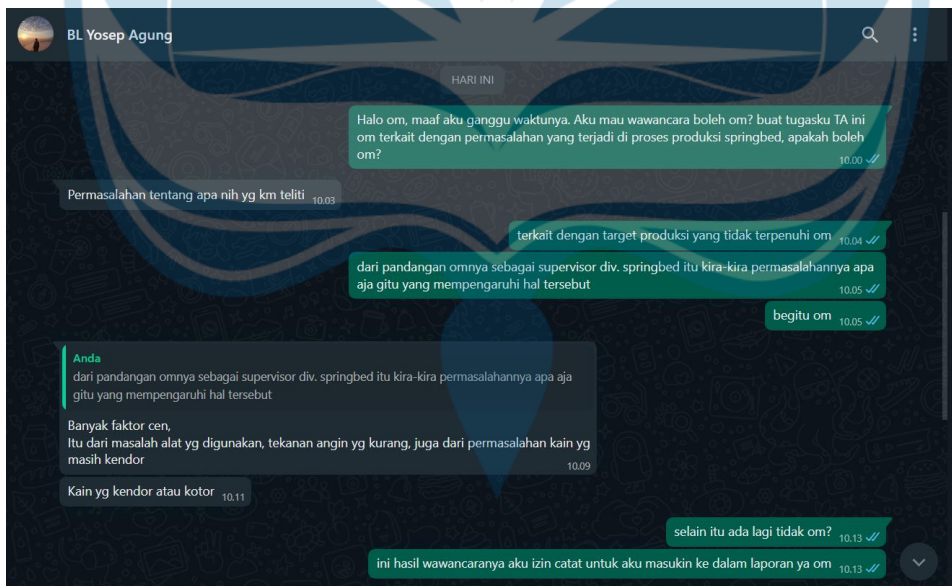 BL Yosep Agung
HARI INI
Halo om, maaf aku ganggu waktunya. Aku mau wawancara boleh om? buat tugasku TA ini
om terkait dengan permasalahan yang terjadi di proses produksi springbed, apakah boleh
om?
10.00
Permasalahan tentang apa nih yg km teliti 10.03
terkait dengan target produksi yang tidak terpenuhi om 10.04
dari pandangan omnya sebagai supervisor div. springbed itu kira-kira permasalahannya apa
aja gitu yang mempengaruhi hal tersebut 10.05
begitu om 10.05
Anda
dari pandangan omnya sebagai supervisor div. springbed itu kira-kira permasalahannya apa aja
gitu yang mempengaruhi hal tersebut
Banyak faktor cen,
Itu dari masalah alat yg digunakan, tekanan angin yg kurang, juga dari permasalahan kain yg
masih kendor
10.09
Kain yg kendor atau kotor 10.11
selain itu ada lagi tidak om? 10.13
ini hasil wawancaranya aku izin catat untuk aku masukin ke dalam laporan ya om 10.13